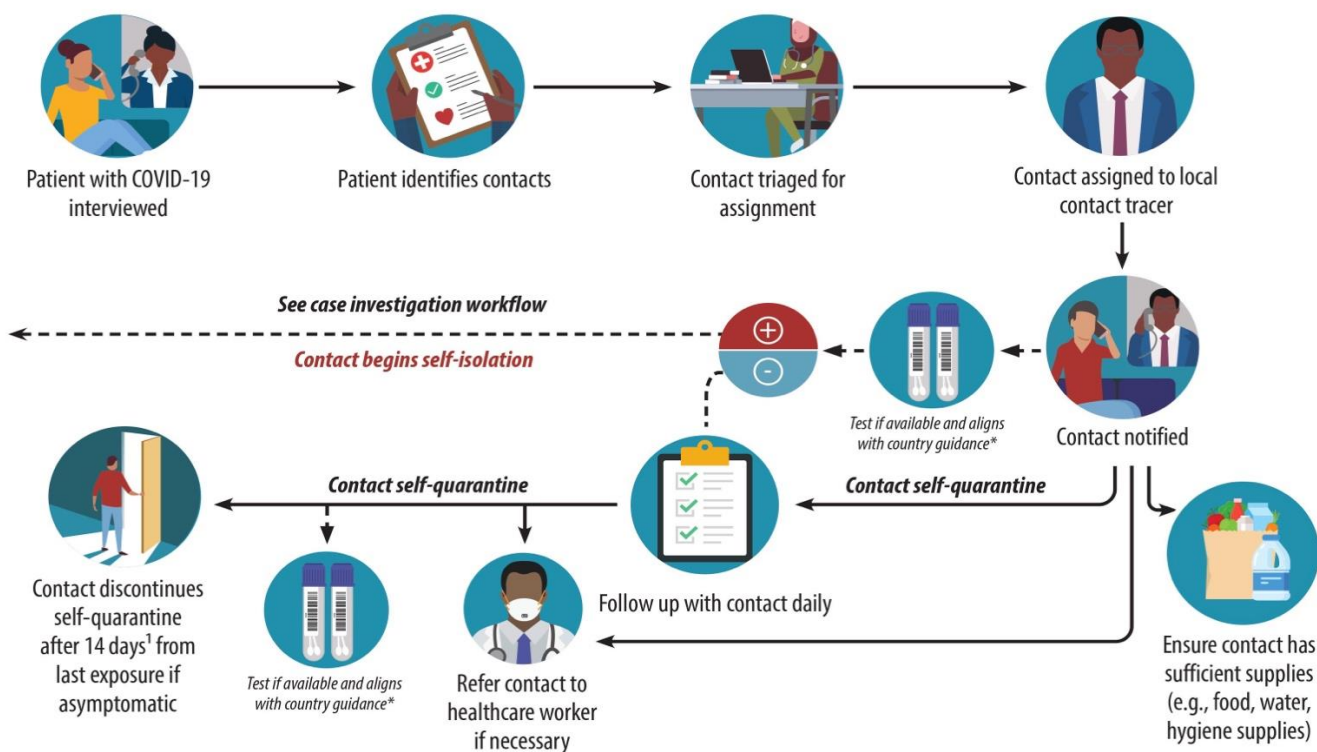 Patient with COVID-19
interviewed
Patient identifies contacts
Contact triaged for
assignment
Contact assigned to local
contact tracer
See case investigation workflow
Contact begins self-isolation
Test if available and aligns
with country guidance*
Contact notified
Contact self-quarantine
Contact self-quarantine
Contact discontinues
self-quarantine
after 14 days¹ from
last exposure if
asymptomatic
Test if available and aligns
with country guidance*
Refer contact to
healthcare worker
if necessary
Follow up with contact daily
Ensure contact has
sufficient supplies
(e.g., food, water,
hygiene supplies)